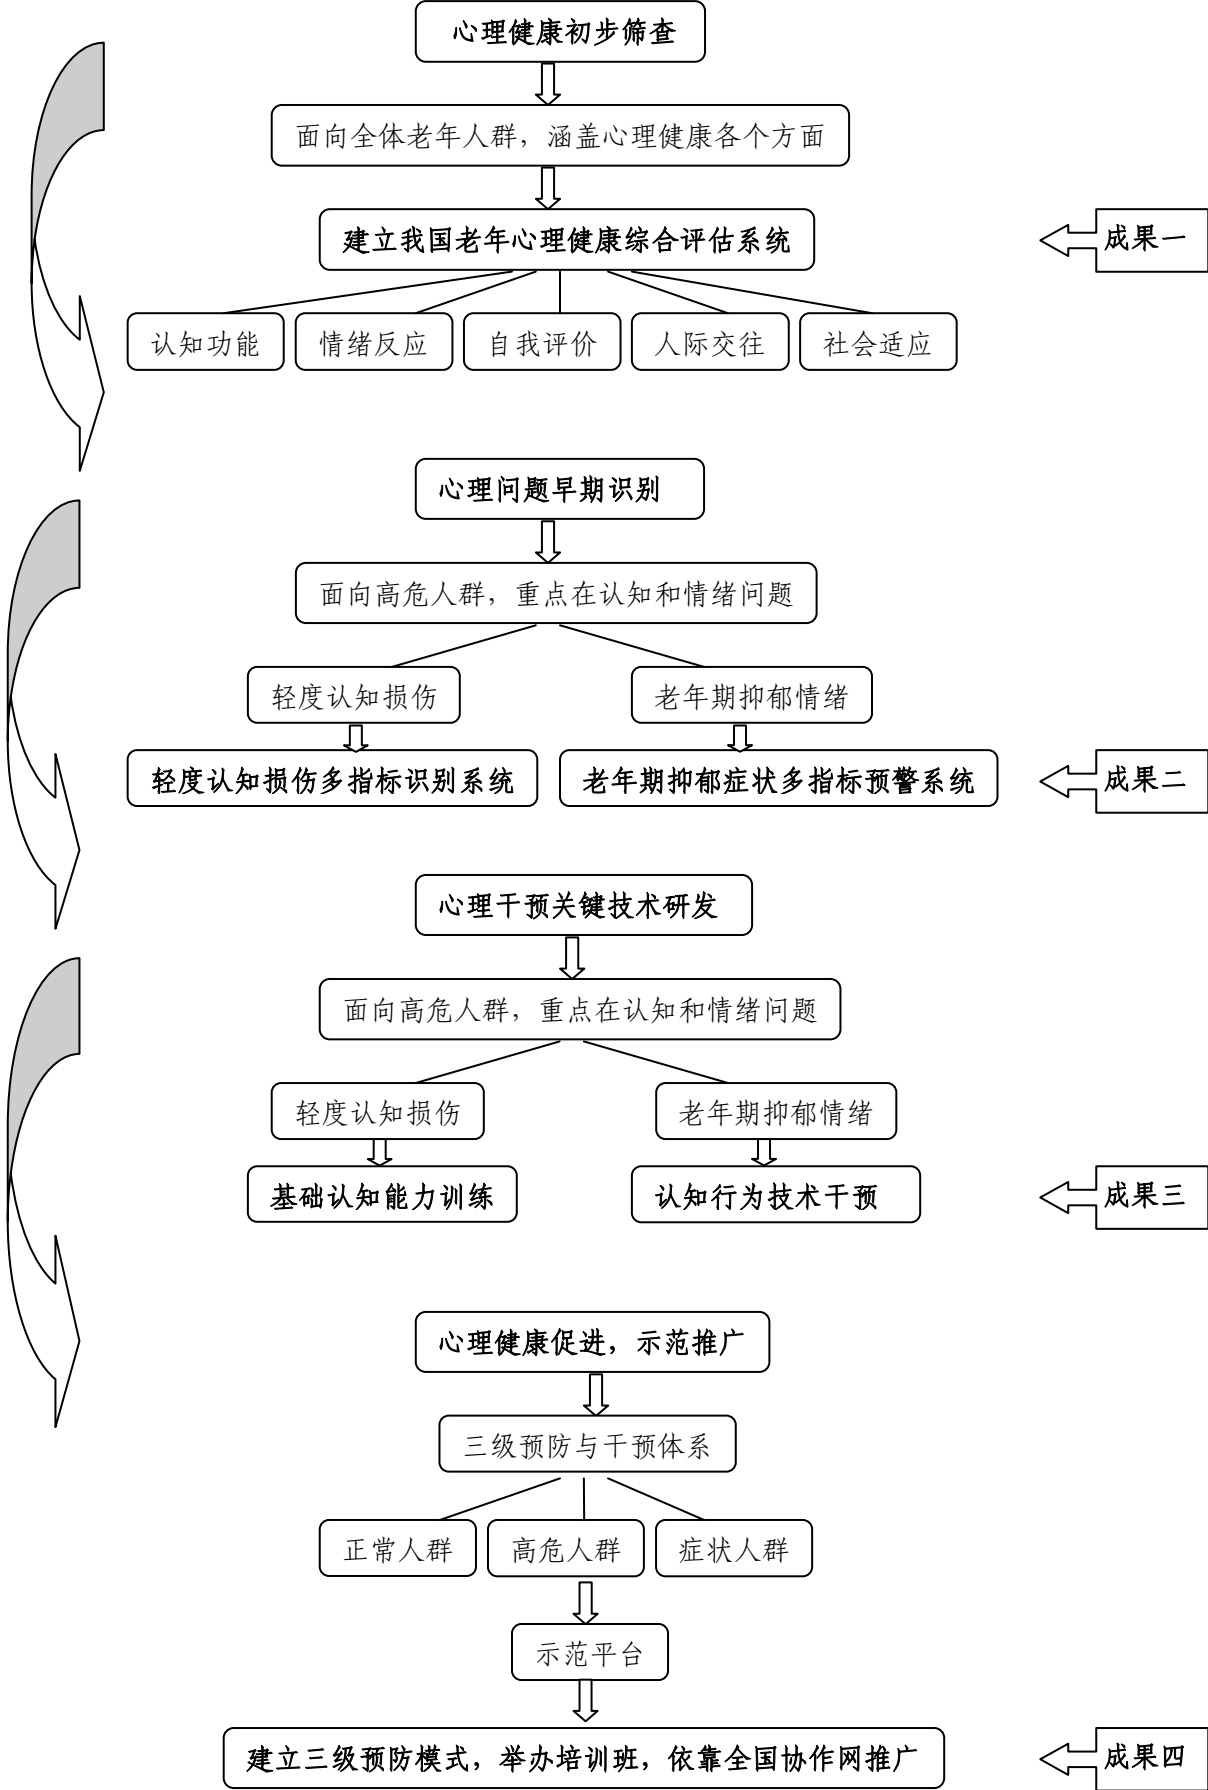 心理健康初步筛查
面向全体老年人群，涵盖心理健康各个方面
建立我国老年心理健康综合评估系统
成果一
认知功能
情绪反应
自我评价
人际交往
社会适应
心理问题早期识别
面向高危人群，重点在认知和情绪问题
轻度认知损伤
老年期抑郁情绪
轻度认知损伤多指标识别系统
老年期抑郁症状多指标预警系统
成果二
心理干预关键技术研发
面向高危人群，重点在认知和情绪问题
轻度认知损伤
老年期抑郁情绪
基础认知能力训练
认知行为技术干预
成果三
心理健康促进，示范推广
三级预防与干预体系
正常人群
高危人群
症状人群
示范平台
建立三级预防模式，举办培训班，依靠全国协作网推广
成果四